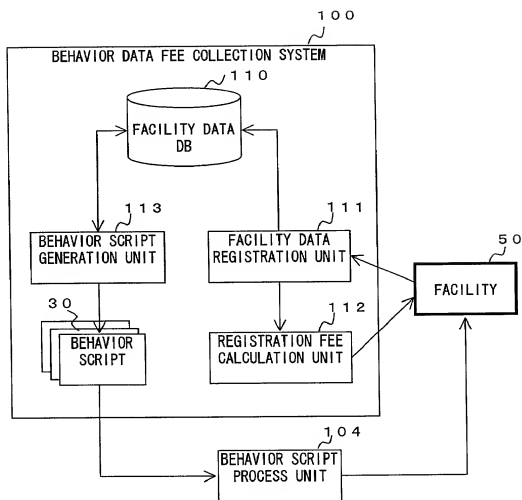 100
BEHAVIOR DATA FEE COLLECTION SYSTEM
110
FACILITY DATA
DB
113
BEHAVIOR SCRIPT
GENERATION UNIT
111
FACILITY DATA
REGISTRATION UNIT
50
FACILITY
30
BEHAVIOR
SCRIPT
112
REGISTRATION FEE
CALCULATION UNIT
104
BEHAVIOR SCRIPT
PROCESS UNIT